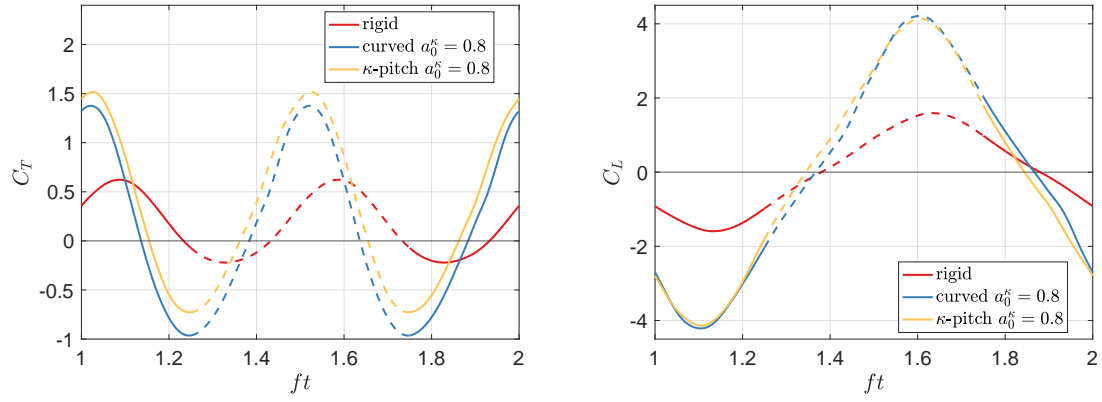 2
1.5
1
0.5
0
-0.5
-1
C_T
1 1.2 1.4 1.6 1.8 2
ft
rigid
curved a_0^κ = 0.8
κ-pitch a_0^κ = 0.8
4
2
0
-2
-4
C_L
1 1.2 1.4 1.6 1.8 2
ft
rigid
curved a_0^κ = 0.8
κ-pitch a_0^κ = 0.8